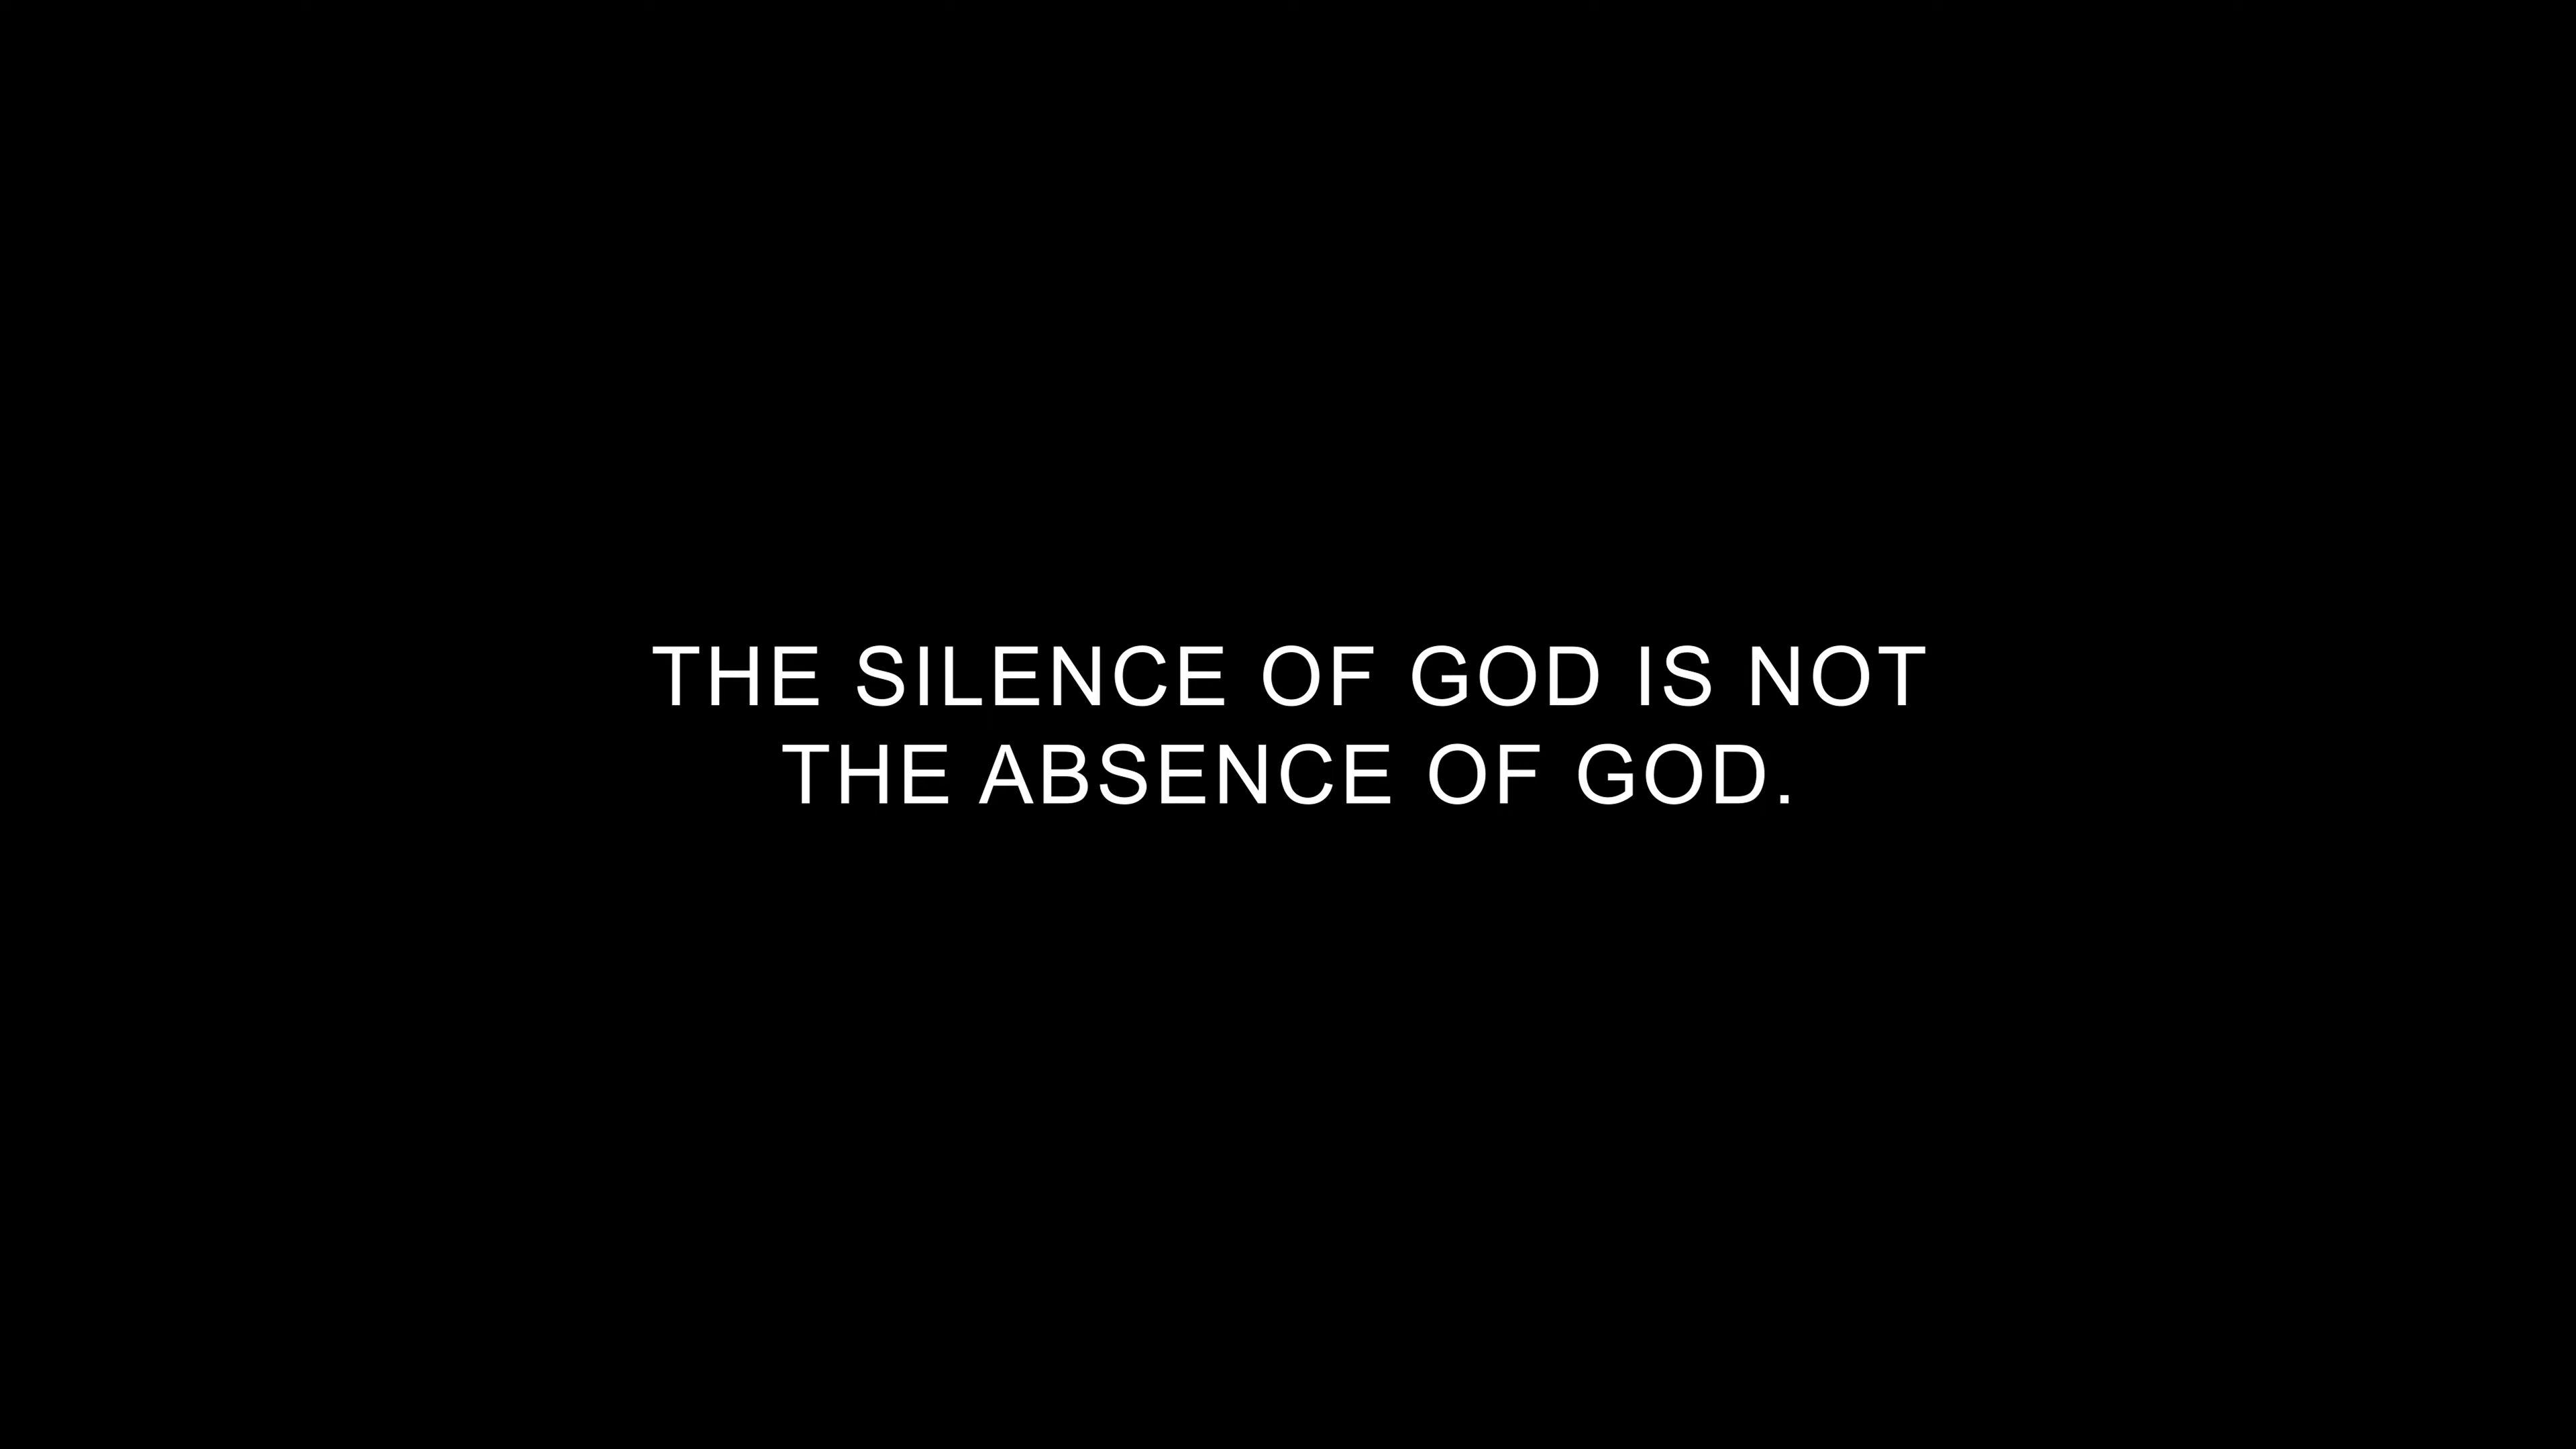 THE SILENCE OF GOD IS NOT
THE ABSENCE OF GOD.